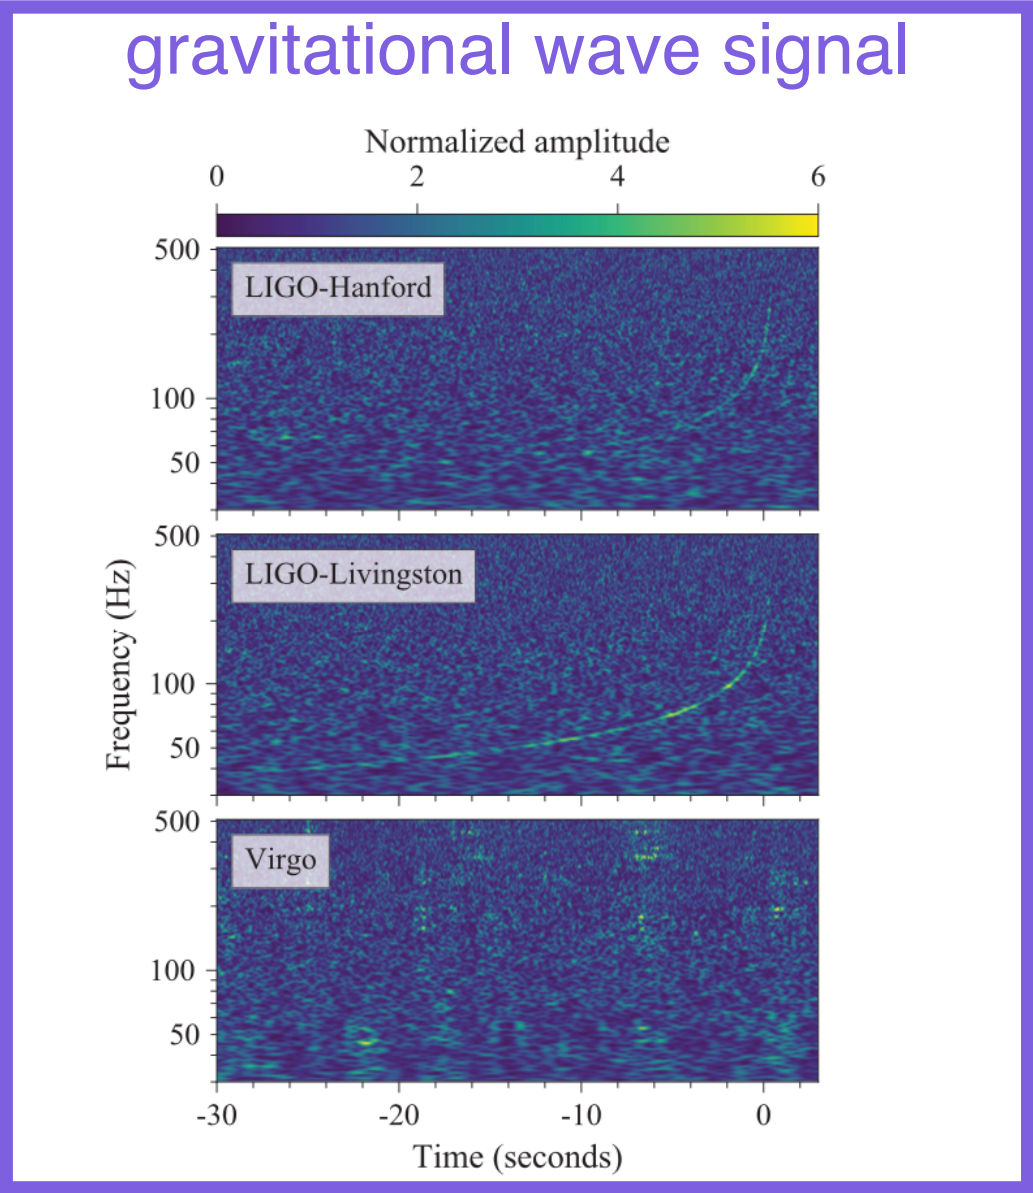 gravitational wave signal
Normalized amplitude
0 2 4 6
500
LIGO-Hanford
100
50
500
LIGO-Livingston
100
50
Frequency (Hz)
500
Virgo
100
50
-30 -20 -10 0
Time (seconds)